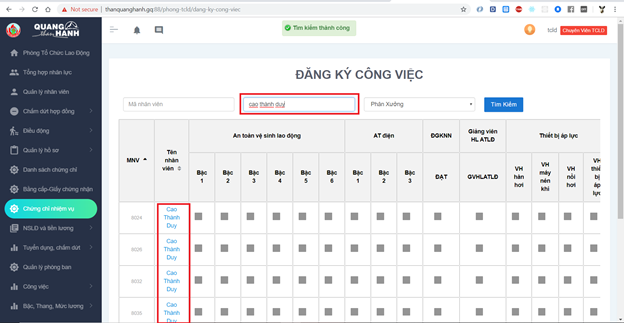 Not secure | thanquanghanh.gq:88/phong-tcld/dang-ky-cong-viec
QUANG
than
HANH
Tìm kiếm thành công
tcld Chuyên Viên TCLD
Phòng Tổ Chức Lao Động
Tổng hợp nhân lực
Quản lý nhân viên
Chấm dứt hợp đồng
Điều động
Quản lý hồ sơ
Danh sách chứng chỉ
Bằng cấp-Giấy chứng nhận
Chứng chỉ nhiệm vụ
NSLĐ và tiền lương
Tuyển dụng, chấm dứt
Quản lý phòng ban
Công việc
Bậc, Thang, Mức lương
ĐĂNG KÝ CÔNG VIỆC
Mã nhân viên
cao thành duy
Phân Xưởng
Tìm Kiếm
MNV
Tên nhân viên
An toàn vệ sinh lao động
AT điện
ĐGKNN
Giảng viên HL ATLĐ
Thiết bị áp lực
Bậc 1
Bậc 2
Bậc 3
Bậc 4
Bậc 5
Bậc 6
Bậc 1
Bậc 2
Bậc 3
ĐẠT
GVHLATLĐ
VH hàn hơi
VH máy nén khí
VH nồi hơi
VH thiết bị áp lực
8024
Cao Thành Duy
8026
Cao Thành Duy
8032
Cao Thành Duy
8035
Cao Thành Duy